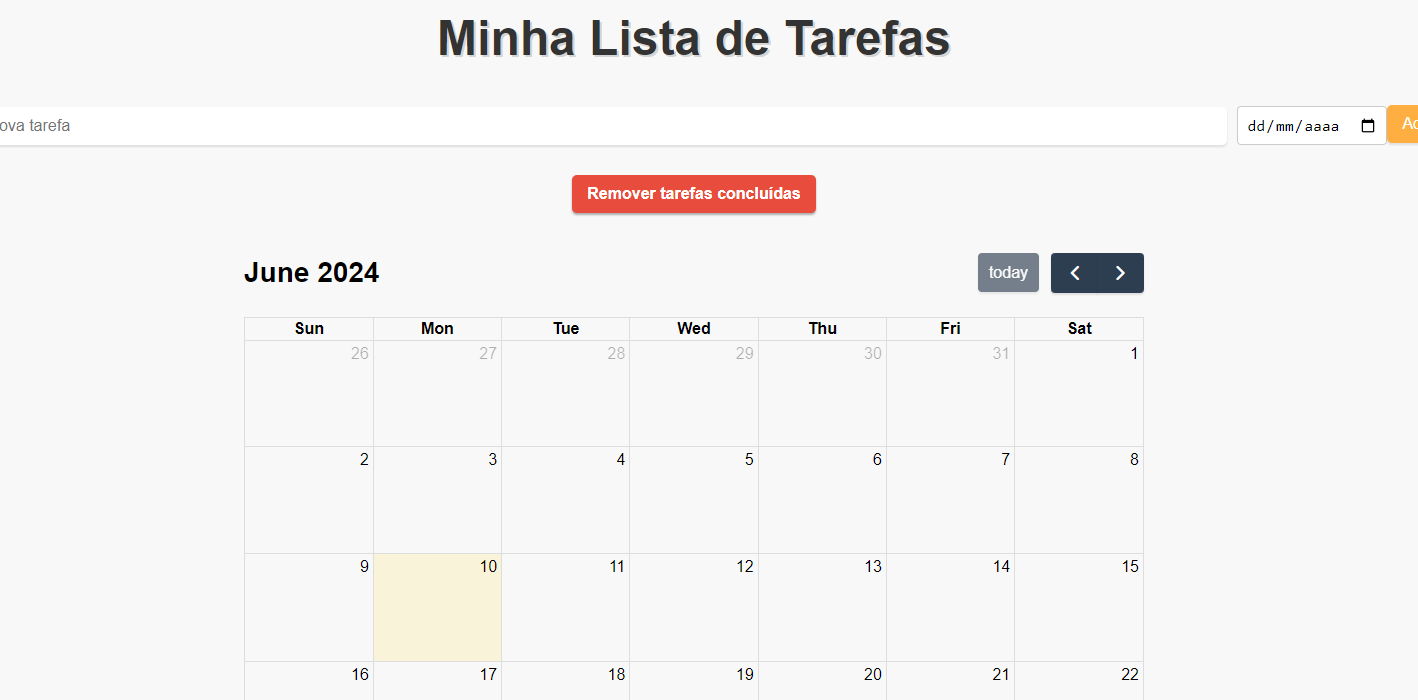 Minha Lista de Tarefas
ova tarefa
dd/mm/aaaa
Ad
Remover tarefas concluídas
June 2024
today
Sun Mon Tue Wed Thu Fri Sat
26 27 28 29 30 31 1
2 3 4 5 6 7 8
9 10 11 12 13 14 15
16 17 18 19 20 21 22